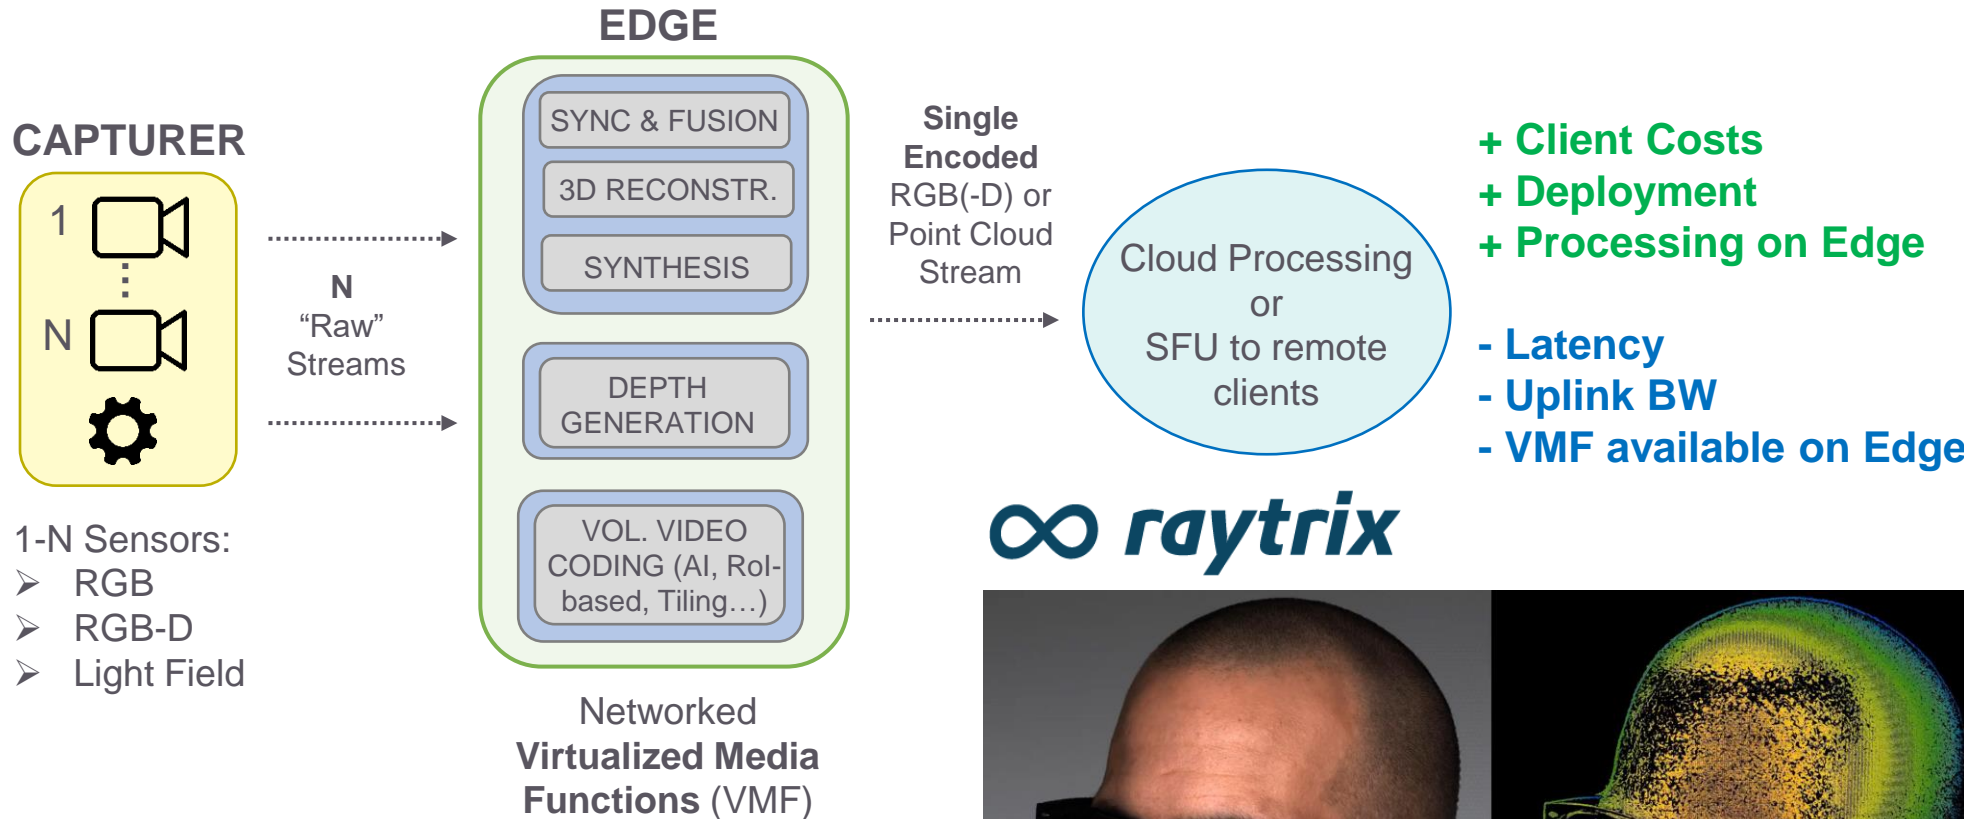 EDGE
CAPTURER
1
N
1-N Sensors:
➢ RGB
➢ RGB-D
➢ Light Field
N
“Raw”
Streams
SYNC & FUSION
3D RECONSTR.
SYNTHESIS
DEPTH
GENERATION
VOL. VIDEO
CODING (AI, RoI-
based, Tiling…)
Networked
Virtualized Media
Functions (VMF)
Single
Encoded
RGB(-D) or
Point Cloud
Stream
Cloud Processing
or
SFU to remote
clients
+ Client Costs
+ Deployment
+ Processing on Edge
- Latency
- Uplink BW
- VMF available on Edge
raytrix